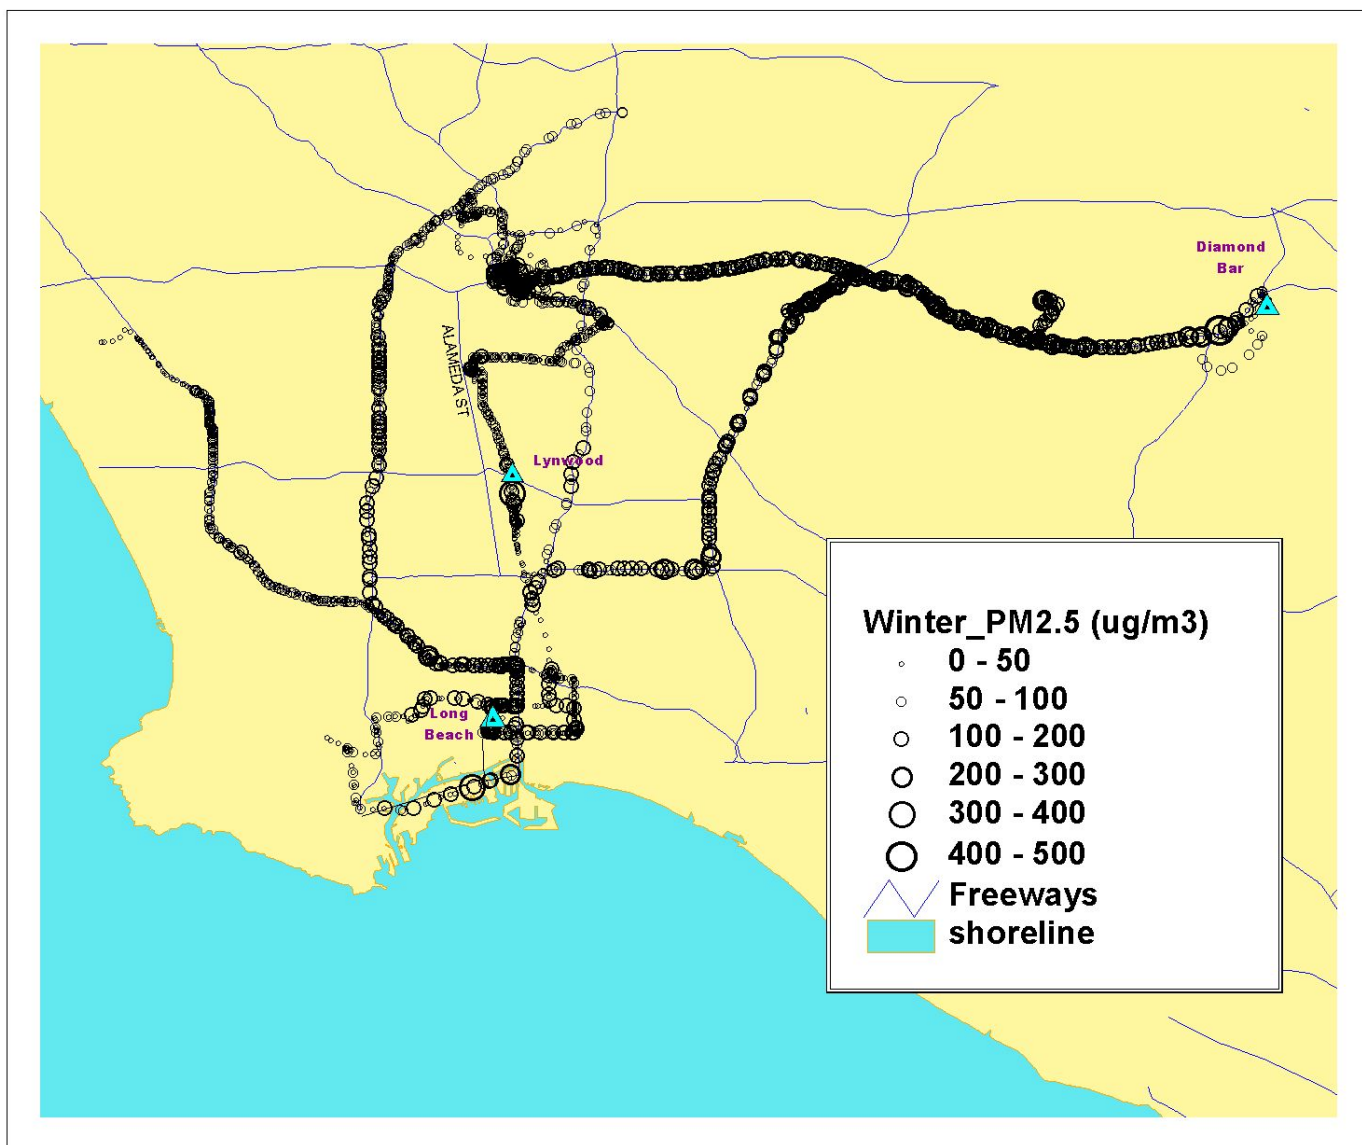 Diamond
Bar
ALAMEDA ST
Lynwood
Long
Beach
Winter_PM2.5 (ug/m3)
0 - 50
50 - 100
100 - 200
200 - 300
300 - 400
400 - 500
Freeways
shoreline